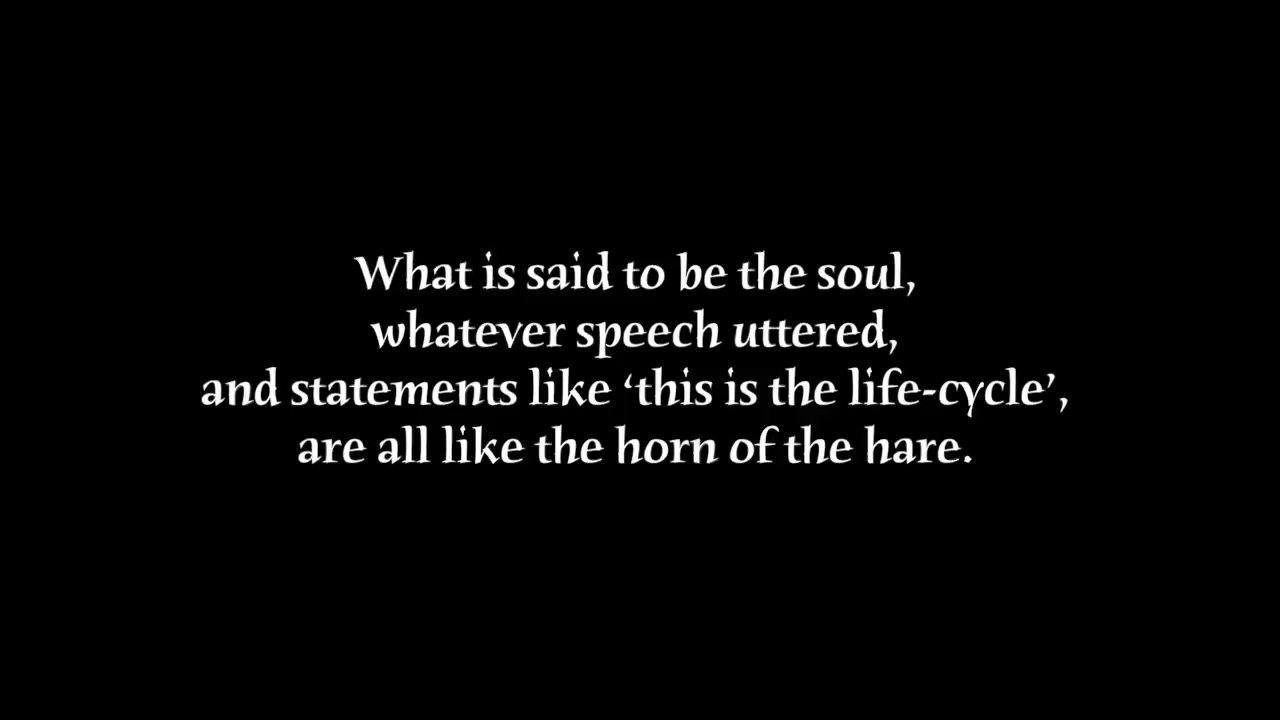 What is said to be the soul,
whatever speech uttered,
and statements like ‘this is the life-cycle’,
are all like the horn of the hare.